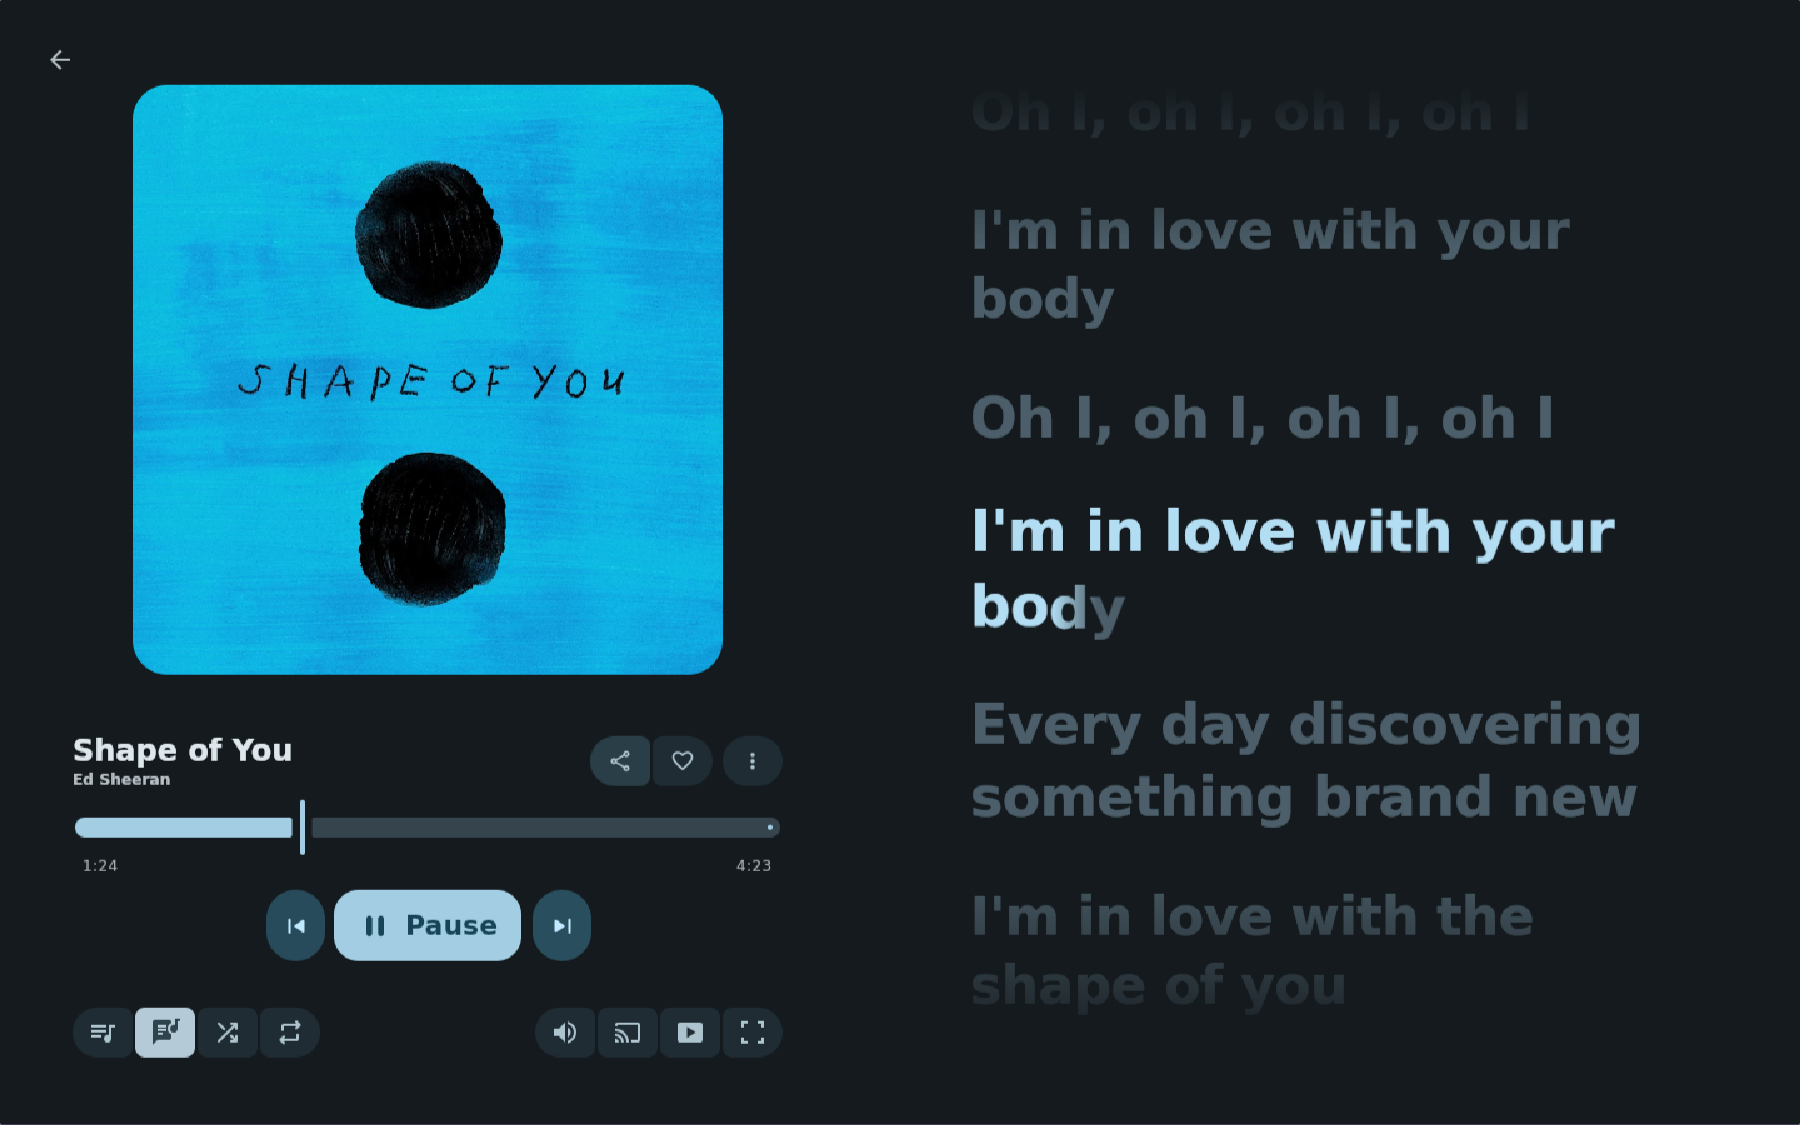 SHAPE OF YOU
Shape of You
Ed Sheeran
1:24
4:23
Pause
Oh I, oh I, oh I, oh I
I'm in love with your
body
Oh I, oh I, oh I, oh I
I'm in love with your
body
Every day discovering
something brand new
I'm in love with the
shape of you